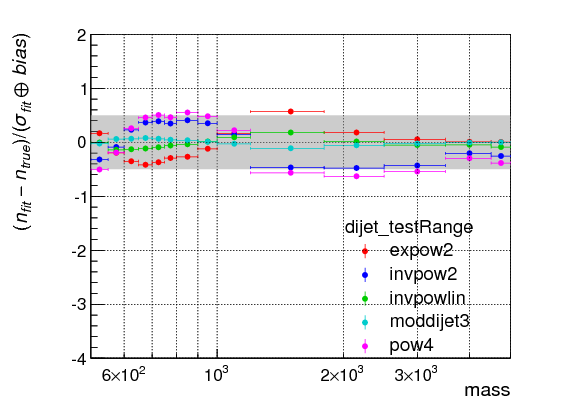 (n_fit − n_true)/(σ_fit ⊕ bias)
2
1
0
-1
-2
-3
-4
dijet_testRange
expow2
invpow2
invpowlin
moddijet3
pow4
6×10² 10³ 2×10³ 3×10³
mass